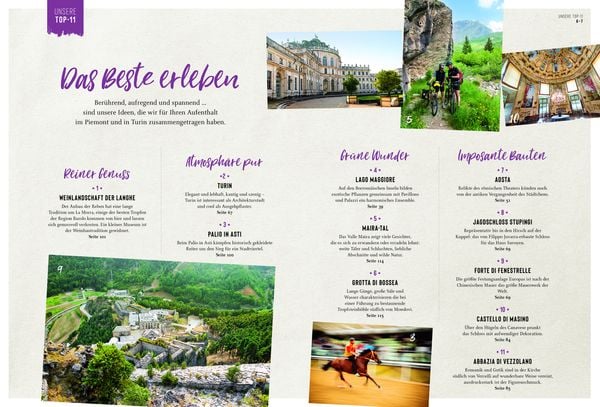 UNSERE
TOP-11
UNSERE TOP-11
6-7
Das Beste erleben
Berührend, aufregend und spannend ...
sind unsere Ideen, die wir für Ihren Aufenthalt
im Piemont und in Turin zusammengetragen haben.
Reiner Genuss
• 1 •
WEINLANDSCHAFT DER LANGHE
Der Anbau der Reben hat eine lange
Tradition um La Morra, einige der besten Tropfen
der Region Barolo kommen von hier und lassen
sich genussvoll verkosten. Ein kleines Museum ist
der Weinbautradition gewidmet.
Seite 101
Atmosphäre pur
• 2 •
TURIN
Elegant und lebhaft, kantig und sinnig –
Turin ist interessant als Architekturstadt
und cool als Ausgehpflaster.
Seite 67
• 3 •
PALIO IN ASTI
Beim Palio in Asti kämpfen historisch gekleidete
Reiter um den Sieg für ein Stadtviertel.
Seite 100
Grüne Wunder
• 4 •
LAGO MAGGIORE
Auf den Borromäischen Inseln bilden
exotische Pflanzen gemeinsam mit Pavillons
und Palazzi ein harmonisches Ensemble.
Seite 39
• 5 •
MAIRA-TAL
Das Valle Maira zeigt viele Gesichter,
die es sich zu erwandern oder erradeln lohnt:
weite Täler und Schluchten, liebliche
Abschnitte und wilde Natur.
Seite 114
• 6 •
GROTTA DI BOSSEA
Lange Gänge, große Säle und
Wasser charakterisieren die bei
einer Führung zu bestaunende
Tropfsteinhöhle südlich von Mondovì.
Seite 115
Imposante Bauten
• 7 •
AOSTA
Relikte des römischen Theaters künden noch
von der antiken Vergangenheit des Städtchens.
Seite 51
• 8 •
JAGDSCHLOSS STUPINGI
Repräsentativ bis in den Hirsch auf der
Kuppel: das von Filippo Juvarra erbaute Schloss
für das Haus Savoyen.
Seite 69
• 9 •
FORTE DI FENESTRELLE
Die größte Festungsanlage Europas ist nach der
Chinesischen Mauer das größte Mauerwerk der
Welt.
Seite 69
• 10 •
CASTELLO DI MASINO
Über den Hügeln des Canavese prunkt
das Schloss mit aufwendiger Dekoration.
Seite 84
• 11 •
ABBRAZIA DI VEZZOLANO
Romanik und Gotik sind in der Kirche
südlich von Vercelli auf wunderbare Weise vereint,
ausdrucksstark ist der Figurenschmuck.
Seite 85
5
10
9
8